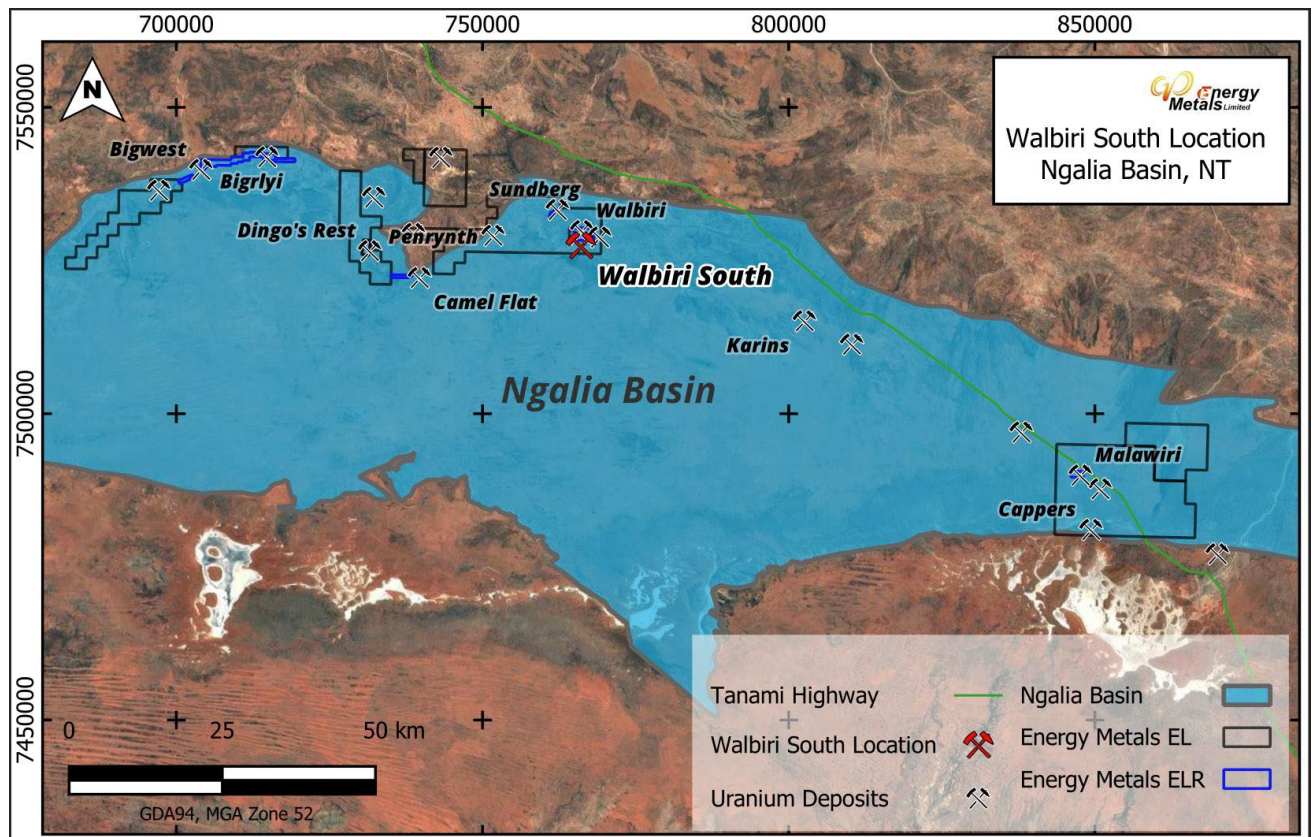 700000
750000
800000
850000
7550000
7500000
7450000
N
Energy
Metals Limited
Walbiri South Location
Ngalia Basin, NT
Bigwest
Bigrlyi
Sundberg
Walbiri
Dingo's Rest
Penrynth
Walbiri South
Camel Flat
Karins
Ngalia Basin
Malawiri
Cappers
0 25 50 km
GDA94, MGA Zone 52
Tanami Highway
Walbiri South Location
Uranium Deposits
Ngalia Basin
Energy Metals EL
Energy Metals ELR